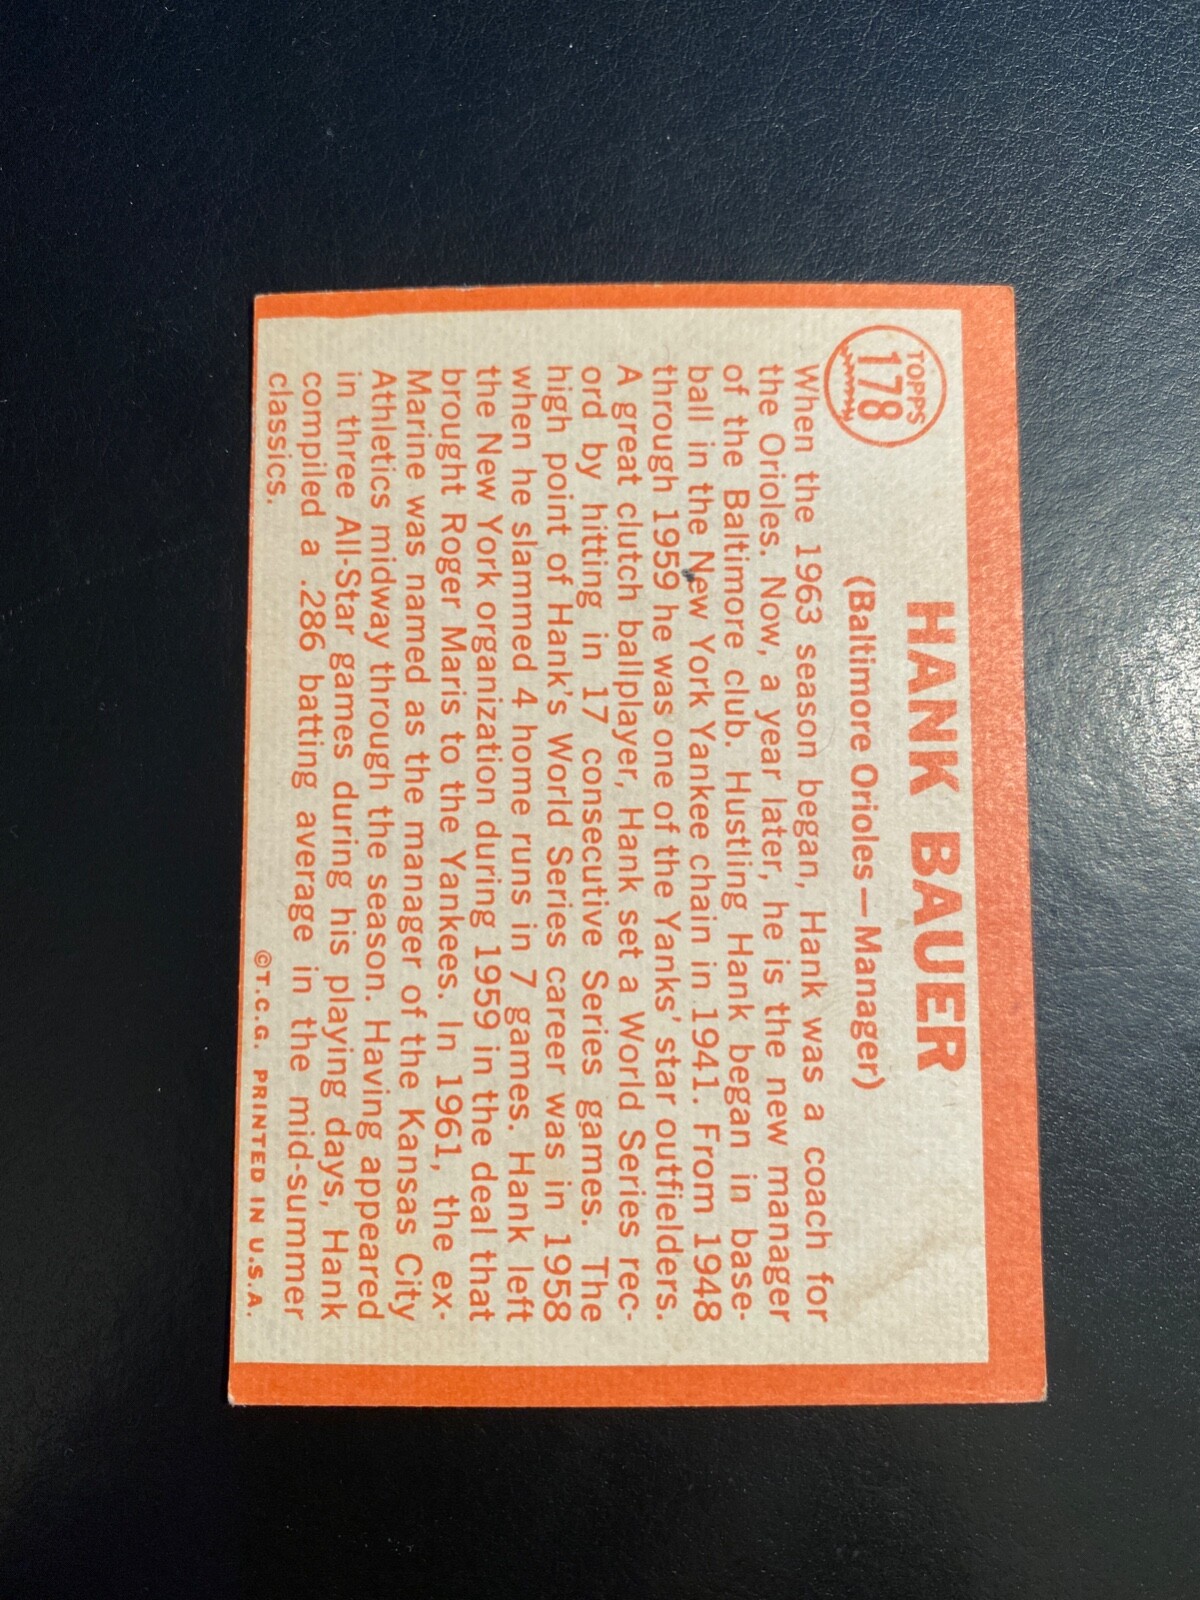 TOPPS
178
HANK BAUER
(Baltimore Orioles—Manager)
When the 1963 season began, Hank was a coach for
the Orioles. Now, a year later, he is the new manager
of the Baltimore club. Hustling Hank began in base-
ball in the New York Yankee chain in 1941. From 1948
through 1959 he was one of the Yanks' star outfielders.
A great clutch ballplayer, Hank set a World Series rec-
ord by hitting in 17 consecutive Series games. The
high point of Hank's World Series career was in 1958
when he slammed 4 home runs in 7 games. Hank left
the New York organization during 1959 in the deal that
brought Roger Maris to the Yankees. In 1961, the ex-
Marine was named as the manager of the Kansas City
Athletics midway through the season. Having appeared
in three All-Star games during his playing days, Hank
compiled a .286 batting average in the mid-summer
classics.
©T.C.G. PRINTED IN U.S.A.